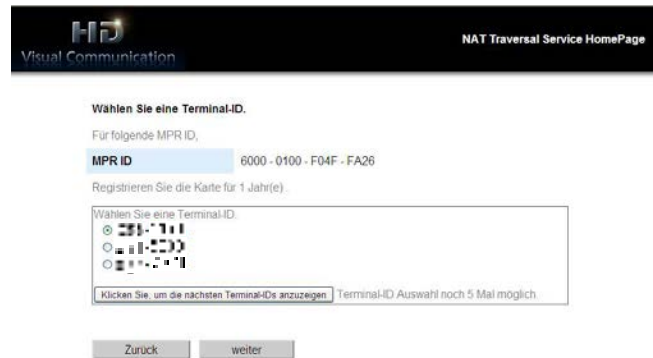 HD
Visual Communication
NAT Traversal Service HomePage
Wählen Sie eine Terminal-ID.
Für folgende MPR ID,
MPR ID 6000 - 0100 - F04F - FA26
Registrieren Sie die Karte für 1 Jahr(e) .
Wählen Sie eine Terminal-ID.
Klicken Sie, um die nächsten Terminal-IDs anzuzeigen Terminal-ID Auswahl noch 5 Mal möglich.
Zurück weiter